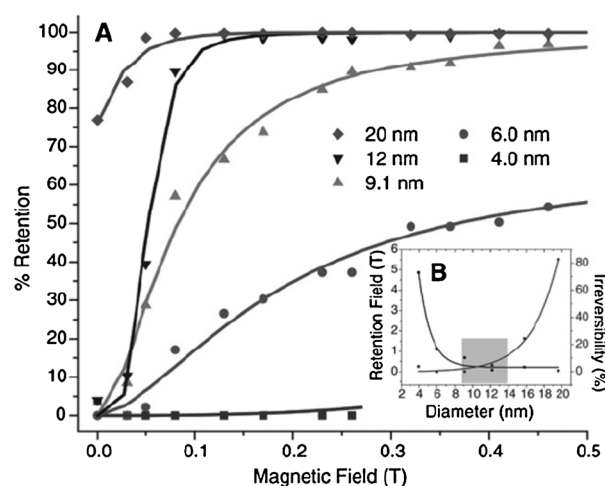 A
100
90
80
70
60
50
40
30
20
10
0
% Retention
20 nm
12 nm
9.1 nm
6.0 nm
4.0 nm
B
6
5
4
3
2
1
0
Retention Field (T)
80
60
40
20
0
Irreversibility (%)
2 4 6 8 10 12 14 16 18 20
Diameter (nm)
0.0 0.1 0.2 0.3 0.4 0.5
Magnetic Field (T)